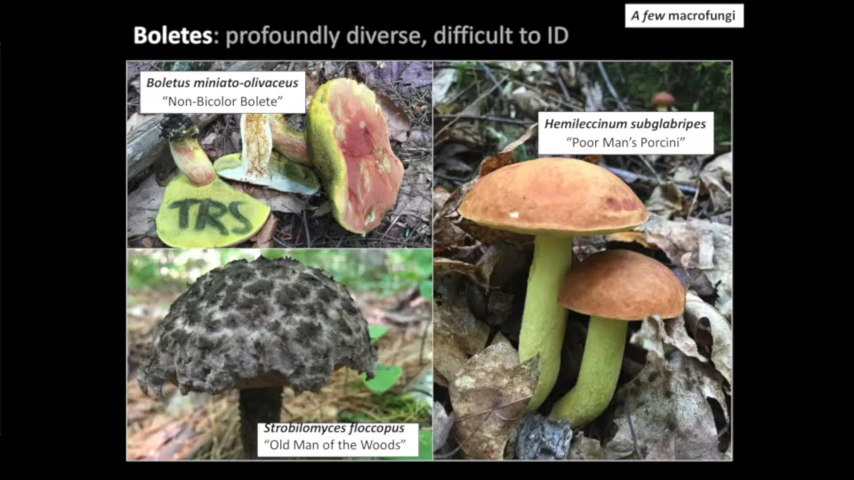 A few macrofungi
Boletes: profoundly diverse, difficult to ID
Boletus miniato-olivaceus
“Non-Bicolor Bolete”
Hemileccinum subglabripes
“Poor Man’s Porcini”
TRS
Strobilomyces floccopus
“Old Man of the Woods”